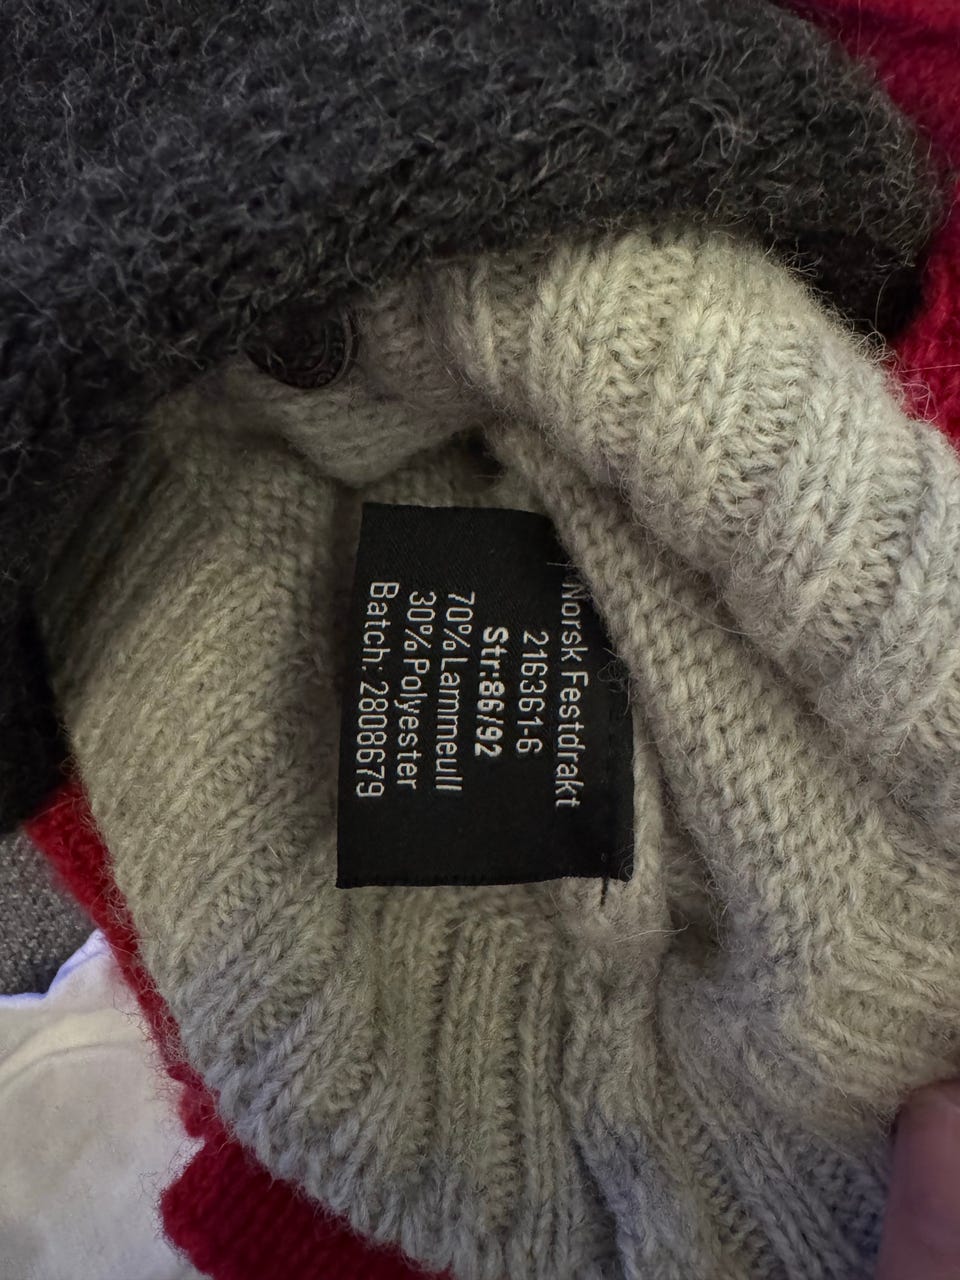 Norsk Festdrakt
216361-6
Str:86/92
70% Lammeull
30% Polyester
Batch: 2808679